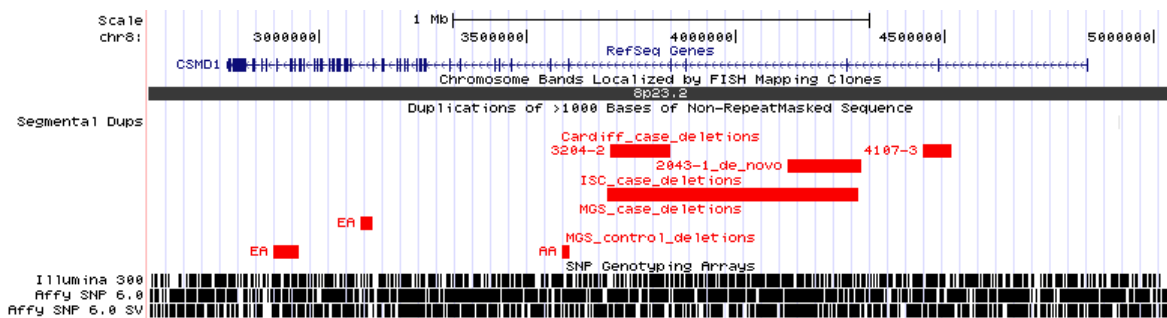 Scale 1 Mb
chr8: 3000000 3500000 4000000 4500000 5000000
RefSeq Genes
CSMD1
Chromosome Bands Localized by FISH Mapping Clones
8p23.2
Duplications of >1000 Bases of Non-RepeatMasked Sequence
Segmental Dups
Cardiff_case_deletions
3204-2 4107-3
2043-1_de_novo
ISC_case_deletions
MGS_case_deletions
EA
MGS_control_deletions
EA AA
SNP Genotyping Arrays
Illumina 300
Affy SNP 6.0
Affy SNP 6.0 SV